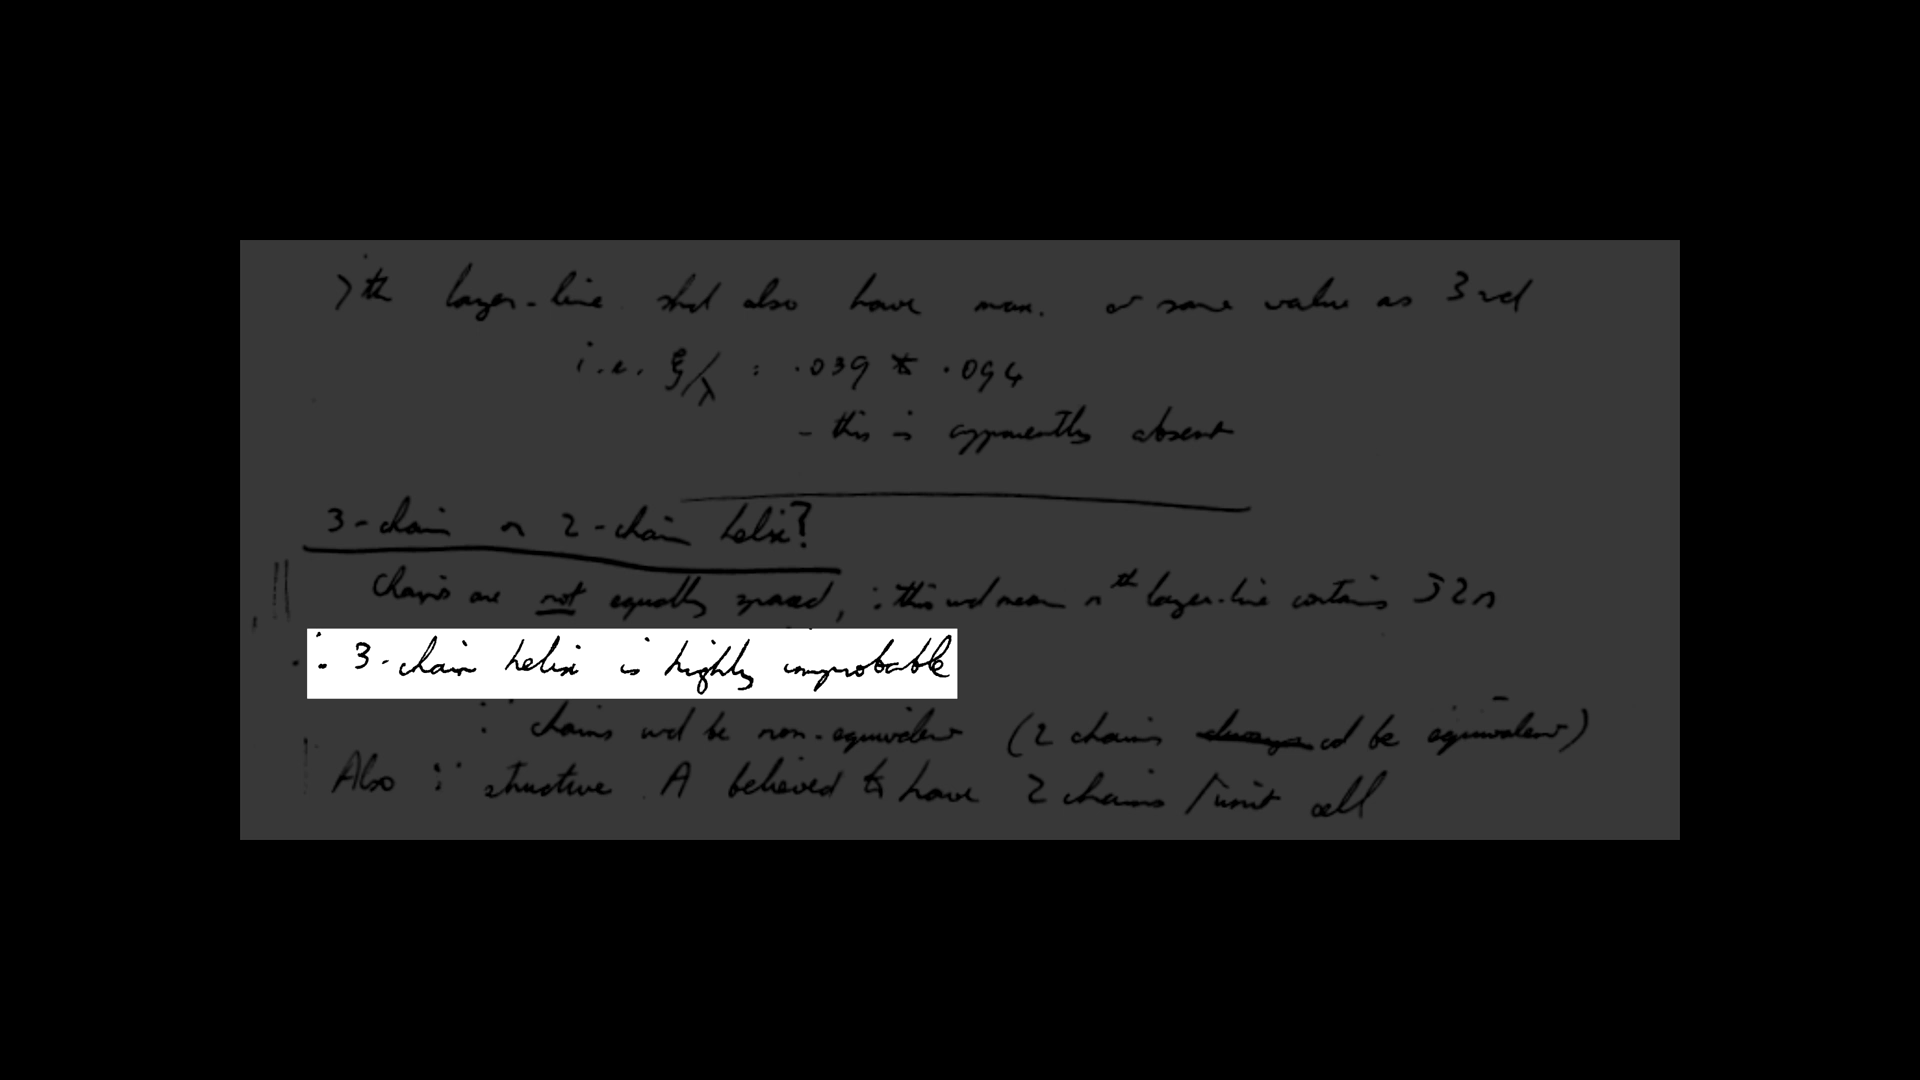 7th layer-line shd also have max. at same value as 3rd
i.e. ξ/λ : .039 & .094
- this is apparently absent
3-chain or 2-chain helix?
Chains are not equally spaced, ∵ this wd mean nth layer-line contains J2n
∴ 3-chain helix is highly improbable
∵ chains wd be non-equivalent (2 chains cd be equivalent)
Also ∵ structure A believed to have 2 chains / unit cell